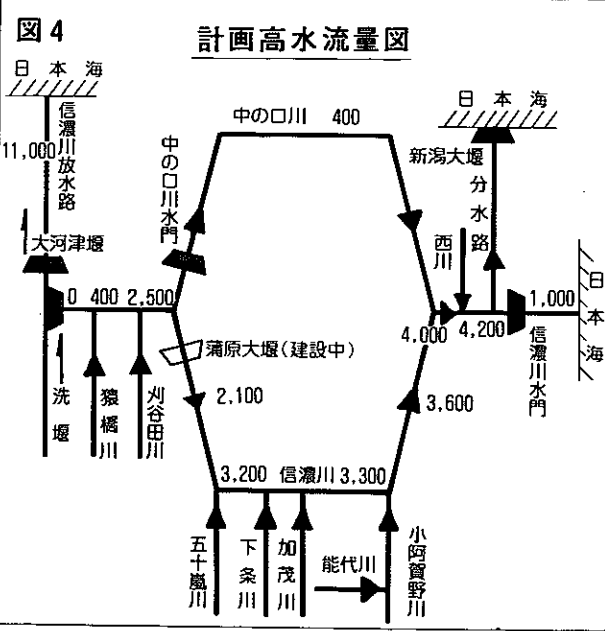 図4
計画高水流量図
日本海
信濃川放水路
11,000
大河津堰
洗堰
0
400
2,500
猿橋川
刈谷田川
中の口川水門
中の口川 400
蒲原大堰(建設中)
2,100
3,200 信濃川 3,300
五十嵐川
下条川
加茂川
能代川
小阿賀野川
3,600
4,000
西川
4,200
日本海
新潟大堰
分水路
1,000
信濃川水門
日本海